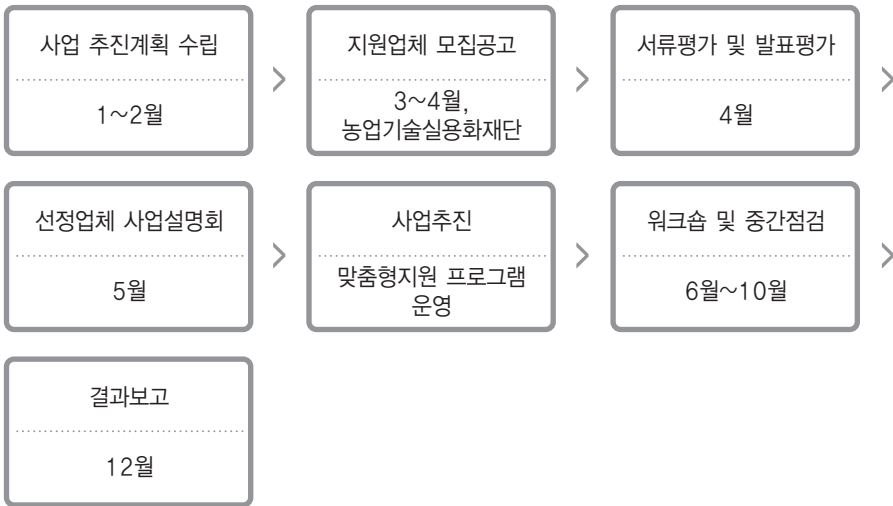 사업 추진계획 수립
1~2월
지원업체 모집공고
3~4월,
농업기술실용화재단
서류평가 및 발표평가
4월
선정업체 사업설명회
5월
사업추진
맞춤형지원 프로그램
운영
워크숍 및 중간점검
6월~10월
결과보고
12월